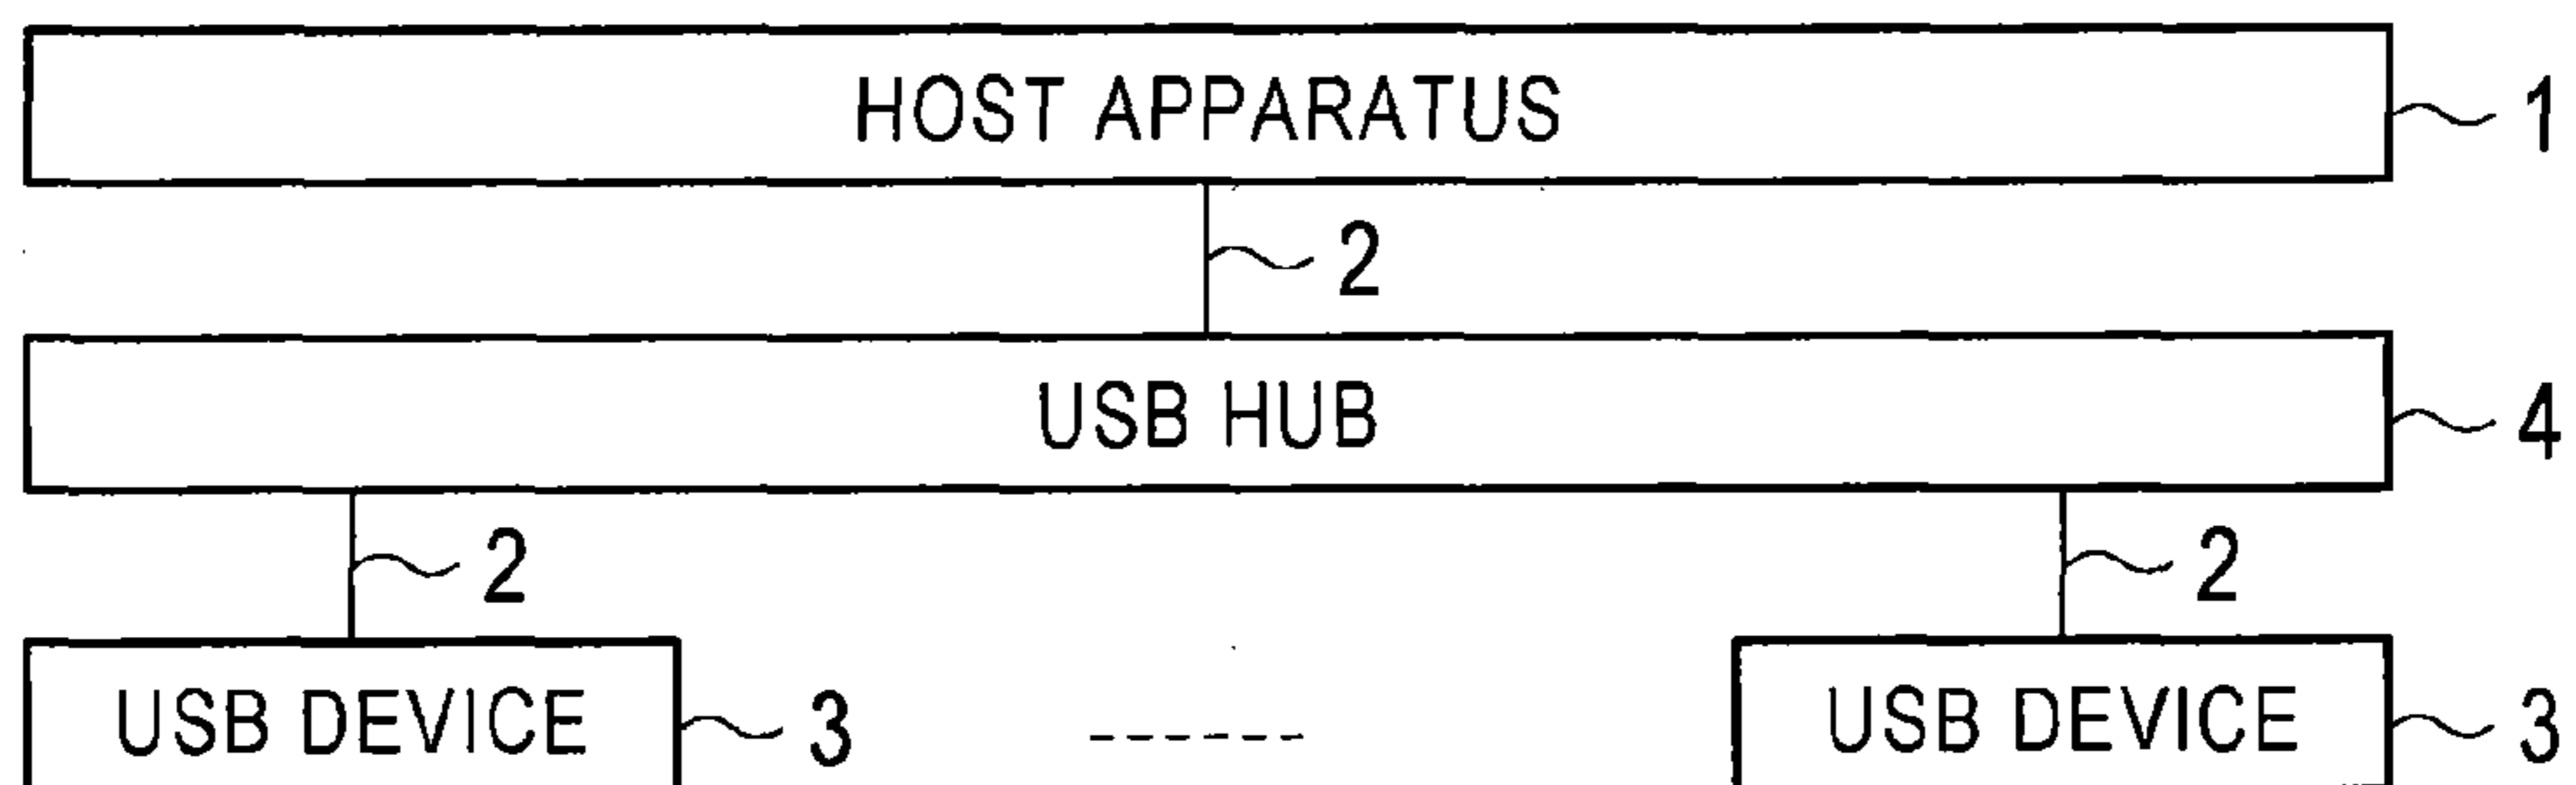 HOST APPARATUS 1
2
USB HUB 4
2 2
USB DEVICE 3 USB DEVICE 3